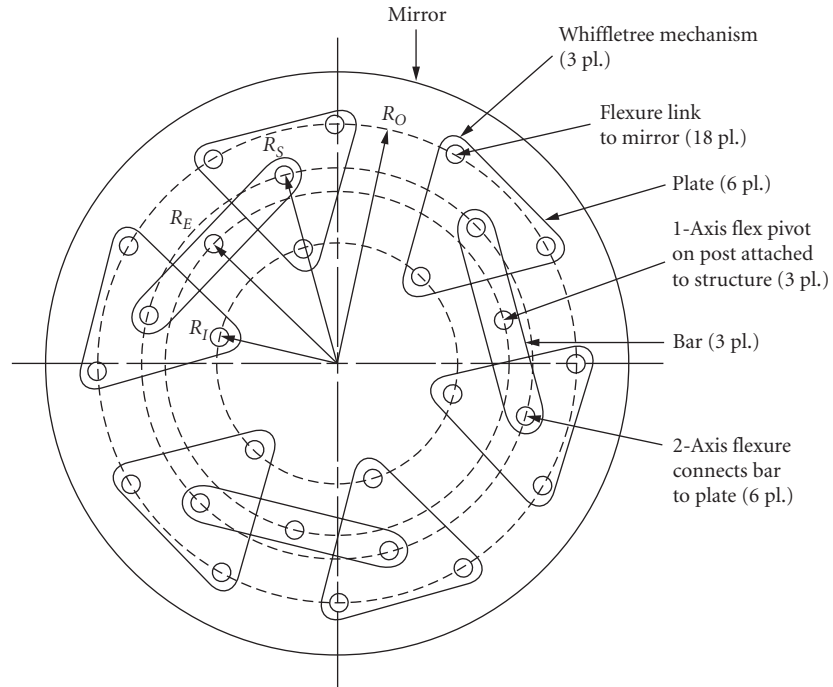 Mirror
Whiffletree mechanism
(3 pl.)
R_O
Flexure link
to mirror (18 pl.)
R_S
Plate (6 pl.)
R_E
1-Axis flex pivot
on post attached
to structure (3 pl.)
R_I
Bar (3 pl.)
2-Axis flexure
connects bar
to plate (6 pl.)